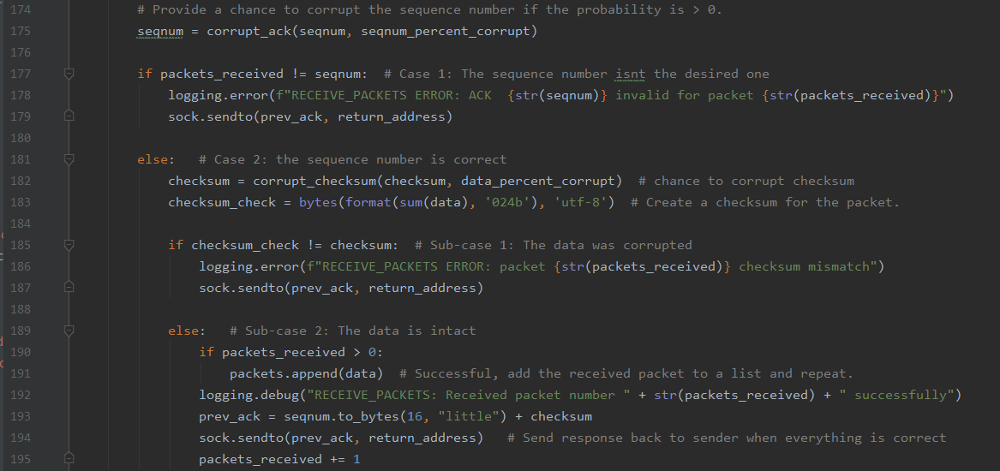 174 # Provide a chance to corrupt the sequence number if the probability is > 0.
175 seqnum = corrupt_ack(seqnum, seqnum_percent_corrupt)
176
177 if packets_received != seqnum:  # Case 1: The sequence number isnt the desired one
178 logging.error(f"RECEIVE_PACKETS ERROR: ACK  {str(seqnum)} invalid for packet {str(packets_received)}")
179 sock.sendto(prev_ack, return_address)
180
181 else:   # Case 2: the sequence number is correct
182 checksum = corrupt_checksum(checksum, data_percent_corrupt)  # chance to corrupt checksum
183 checksum_check = bytes(format(sum(data), '024b'), 'utf-8')  # Create a checksum for the packet.
184
185 if checksum_check != checksum:  # Sub-case 1: The data was corrupted
186 logging.error(f"RECEIVE_PACKETS ERROR: packet {str(packets_received)} checksum mismatch")
187 sock.sendto(prev_ack, return_address)
188
189 else:   # Sub-case 2: The data is intact
190 if packets_received > 0:
191 packets.append(data)  # Successful, add the received packet to a list and repeat.
192 logging.debug("RECEIVE_PACKETS: Received packet number " + str(packets_received) + " successfully")
193 prev_ack = seqnum.to_bytes(16, "little") + checksum
194 sock.sendto(prev_ack, return_address)   # Send response back to sender when everything is correct
195 packets_received += 1